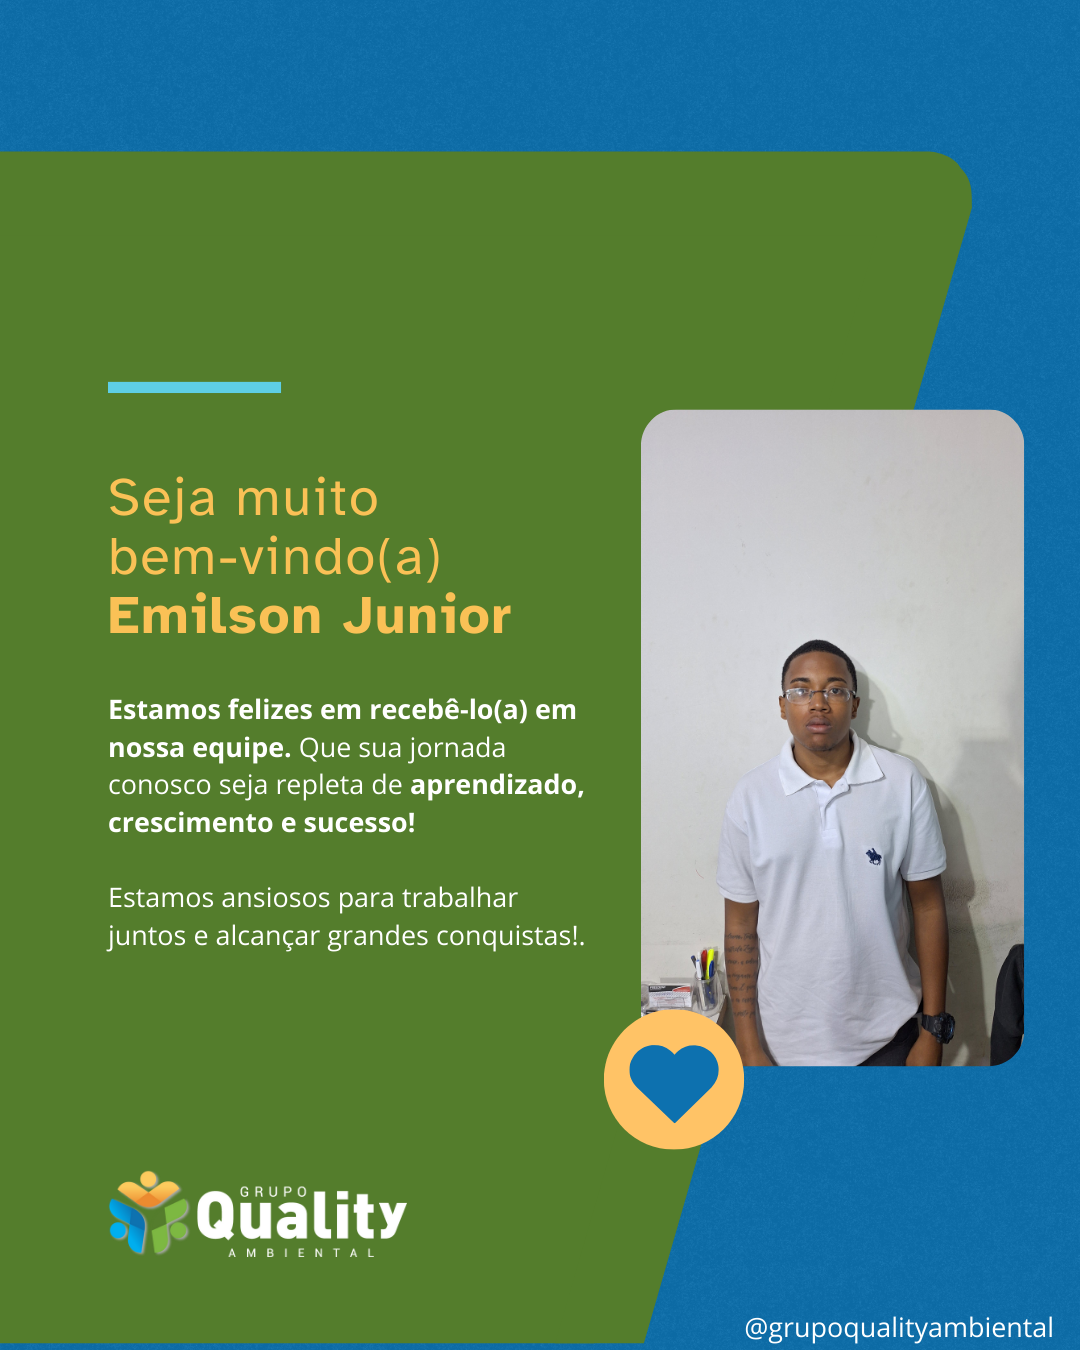 Seja muito
bem-vindo(a)
Emilson Junior
Estamos felizes em recebê-lo(a) em
nossa equipe. Que sua jornada
conosco seja repleta de aprendizado,
crescimento e sucesso!
Estamos ansiosos para trabalhar
juntos e alcançar grandes conquistas!.
GRUPO
Quality
AMBIENTAL
@grupoqualityambiental